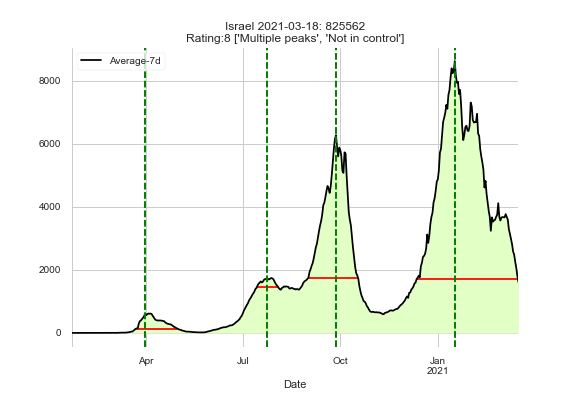 Israel 2021-03-18: 825562
Rating:8 ['Multiple peaks', 'Not in control']
Average-7d
8000
6000
4000
2000
0
Apr
Jul
Oct
Jan
2021
Date